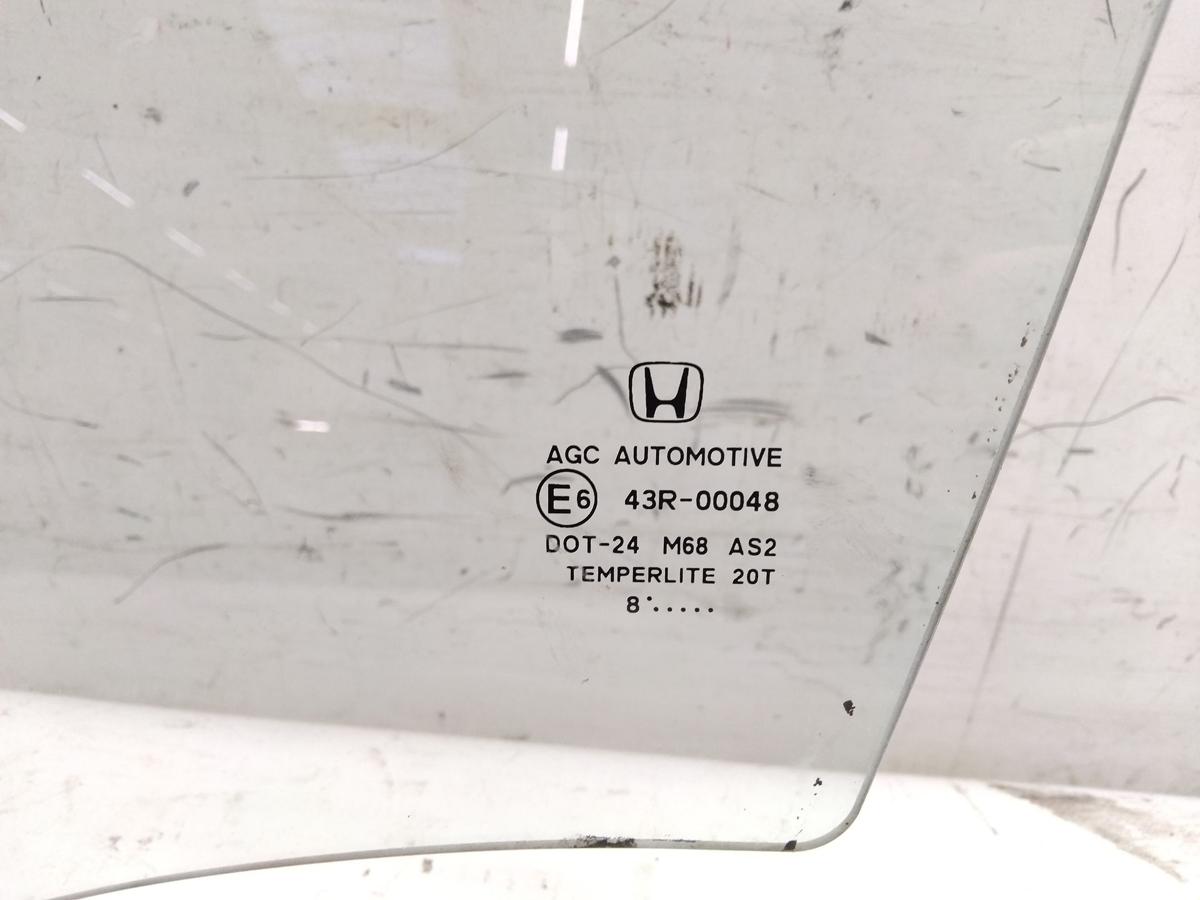 AGC AUTOMOTIVE
E6 43R-00048
DOT-24 M68 AS2
TEMPERLITE 20T
8˙.....